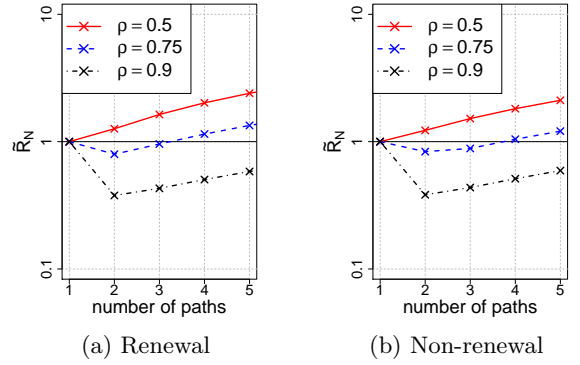 10
1
0.1
R̃_N
ρ = 0.5
ρ = 0.75
ρ = 0.9
1 2 3 4 5
number of paths
(a) Renewal
10
1
0.1
R̃_N
ρ = 0.5
ρ = 0.75
ρ = 0.9
1 2 3 4 5
number of paths
(b) Non-renewal